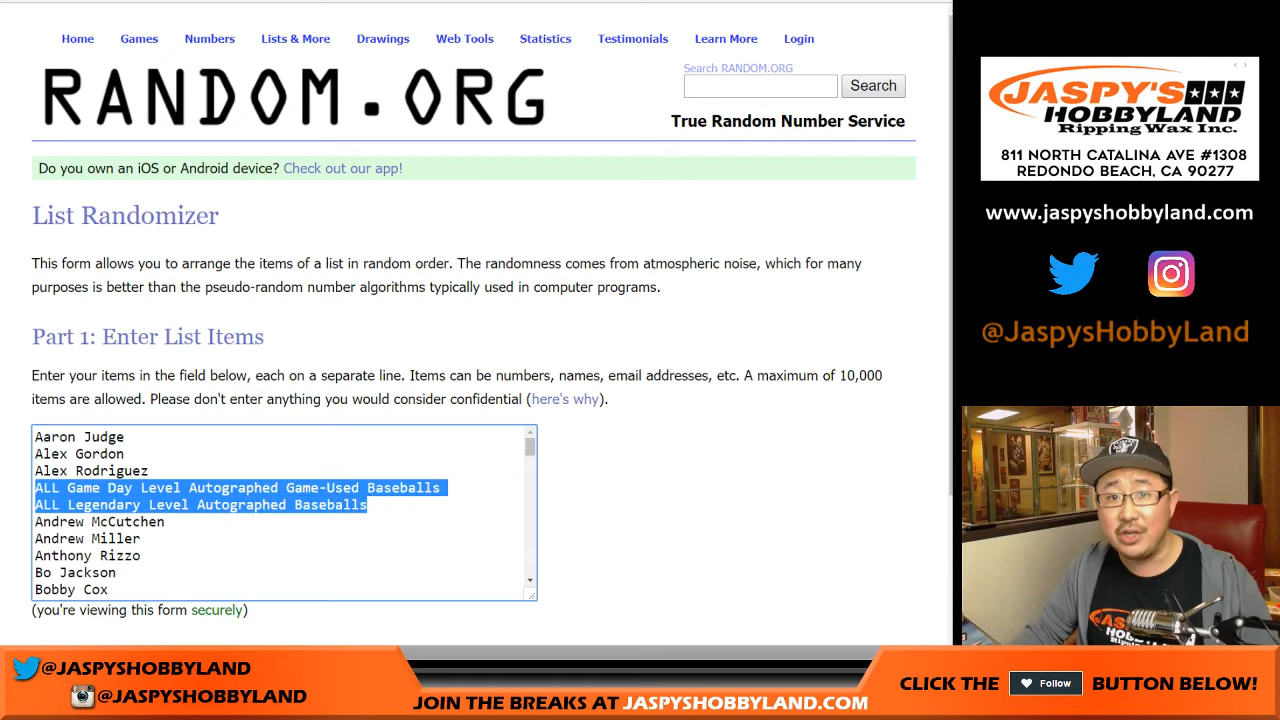 Home Games Numbers Lists & More Drawings Web Tools Statistics Testimonials Learn More Login
RANDOM.ORG
Search RANDOM.ORG
Search
True Random Number Service
Do you own an iOS or Android device? Check out our app!
List Randomizer
This form allows you to arrange the items of a list in random order. The randomness comes from atmospheric noise, which for many
purposes is better than the pseudo-random number algorithms typically used in computer programs.
Part 1: Enter List Items
Enter your items in the field below, each on a separate line. Items can be numbers, names, email addresses, etc. A maximum of 10,000
items are allowed. Please don't enter anything you would consider confidential (here's why).
Aaron Judge
Alex Gordon
Alex Rodriguez
ALL Game Day Level Autographed Game-Used Baseballs
ALL Legendary Level Autographed Baseballs
Andrew McCutchen
Andrew Miller
Anthony Rizzo
Bo Jackson
Bobby Cox
(you're viewing this form securely)
JASPY'S
HOBBYLAND
Ripping Wax Inc.
811 NORTH CATALINA AVE #1308
REDONDO BEACH, CA 90277
www.jaspyshobbyland.com
@JaspysHobbyLand
@JASPYSHOBBYLAND
@JASPYSHOBBYLAND
JOIN THE BREAKS AT JASPYSHOBBYLAND.COM
CLICK THE Follow BUTTON BELOW!